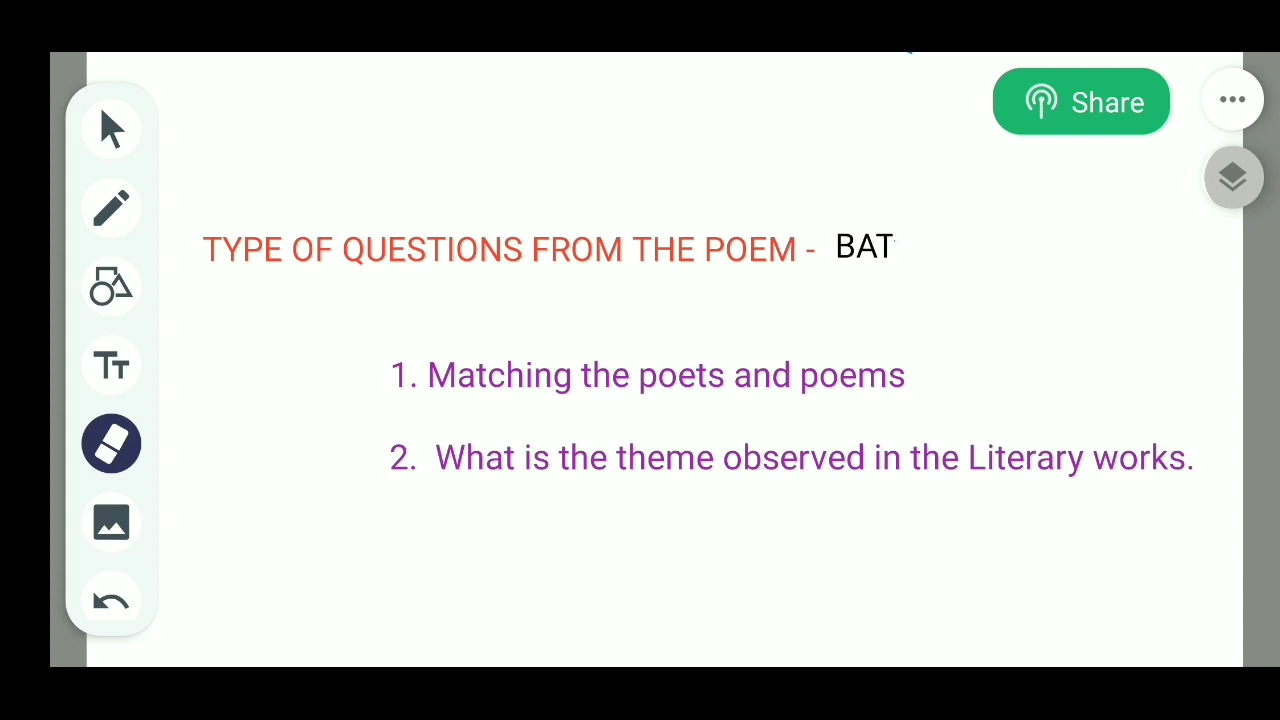 Share
TYPE OF QUESTIONS FROM THE POEM - BAT
1. Matching the poets and poems
2. What is the theme observed in the Literary works.